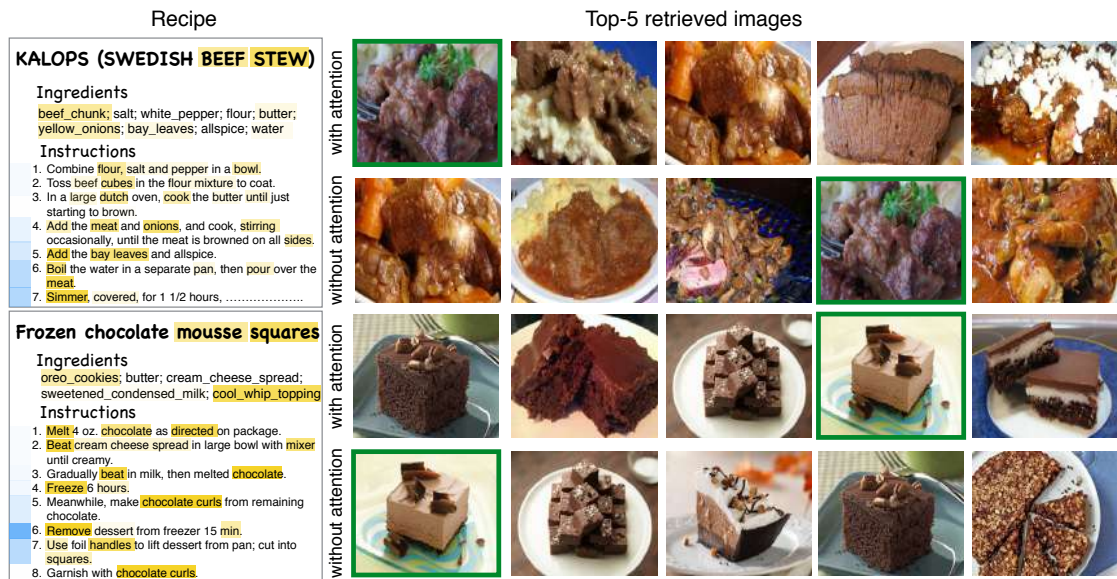 Recipe
Top-5 retrieved images
KALOPS (SWEDISH BEEF STEW)
Ingredients
beef_chunk; salt; white_pepper; flour; butter;
yellow_onions; bay_leaves; allspice; water
Instructions
1. Combine flour, salt and pepper in a bowl.
2. Toss beef cubes in the flour mixture to coat.
3. In a large dutch oven, cook the butter until just
starting to brown.
4. Add the meat and onions, and cook, stirring
occasionally, until the meat is browned on all sides.
5. Add the bay leaves and allspice.
6. Boil the water in a separate pan, then pour over the
meat.
7. Simmer, covered, for 1 1/2 hours, ......................
with attention
without attention
Frozen chocolate mousse squares
Ingredients
oreo_cookies; butter; cream_cheese_spread;
sweetened_condensed_milk; cool_whip_topping
Instructions
1. Melt 4 oz. chocolate as directed on package.
2. Beat cream cheese spread in large bowl with mixer
until creamy.
3. Gradually beat in milk, then melted chocolate.
4. Freeze 6 hours.
5. Meanwhile, make chocolate curls from remaining
chocolate.
6. Remove dessert from freezer 15 min.
7. Use foil handles to lift dessert from pan; cut into
squares.
8. Garnish with chocolate curls.
with attention
without attention